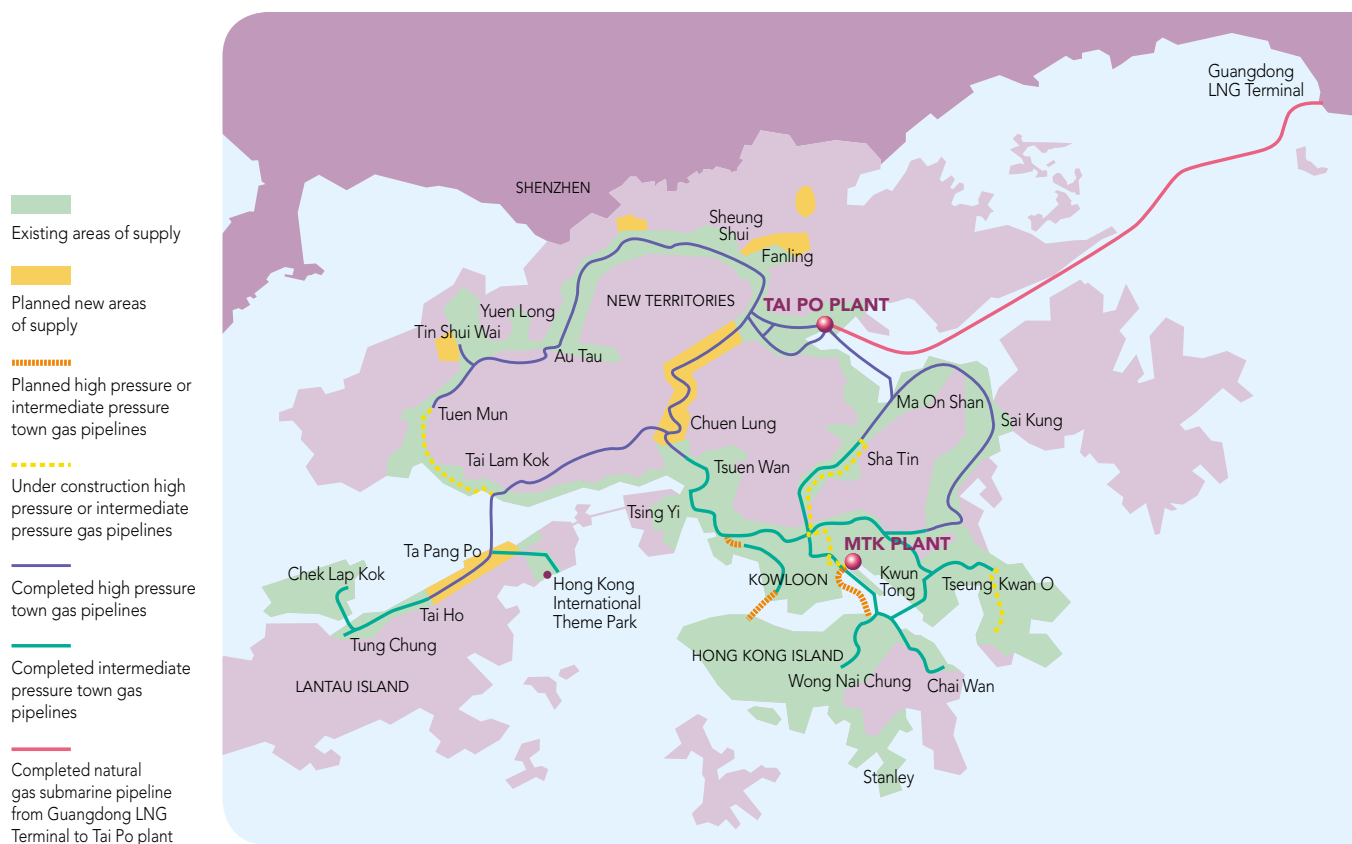 Existing areas of supply
Planned new areas
of supply
Planned high pressure or
intermediate pressure
town gas pipelines
Under construction high
pressure or intermediate
pressure gas pipelines
Completed high pressure
town gas pipelines
Completed intermediate
pressure town gas
pipelines
Completed natural
gas submarine pipeline
from Guangdong LNG
Terminal to Tai Po plant
Guangdong
LNG Terminal
SHENZHEN
Sheung
Shui
Fanling
NEW TERRITORIES
TAI PO PLANT
Yuen Long
Tin Shui Wai
Au Tau
Tuen Mun
Chuen Lung
Ma On Shan
Sai Kung
Tai Lam Kok
Tsuen Wan
Sha Tin
Tsing Yi
Ta Pang Po
MTK PLANT
Chek Lap Kok
Hong Kong
International
Theme Park
KOWLOON
Kwun
Tong
Tseung Kwan O
Tai Ho
Tung Chung
HONG KONG ISLAND
LANTAU ISLAND
Wong Nai Chung
Chai Wan
Stanley